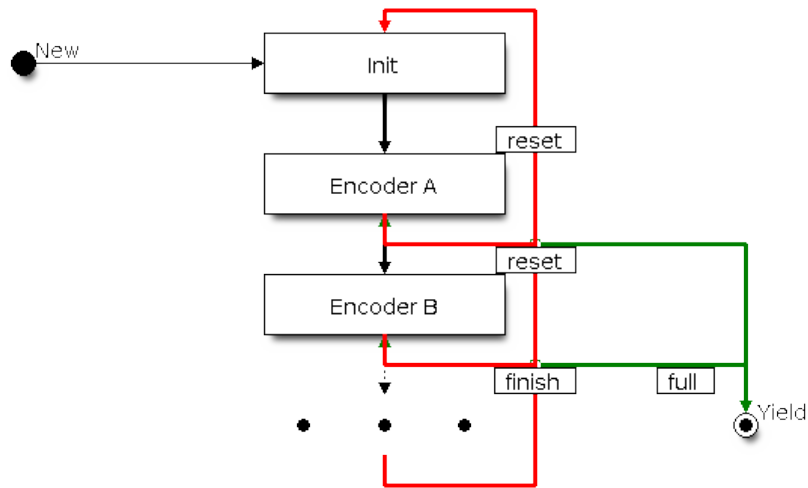 New
Init
reset
Encoder A
reset
Encoder B
finish
full
Yield